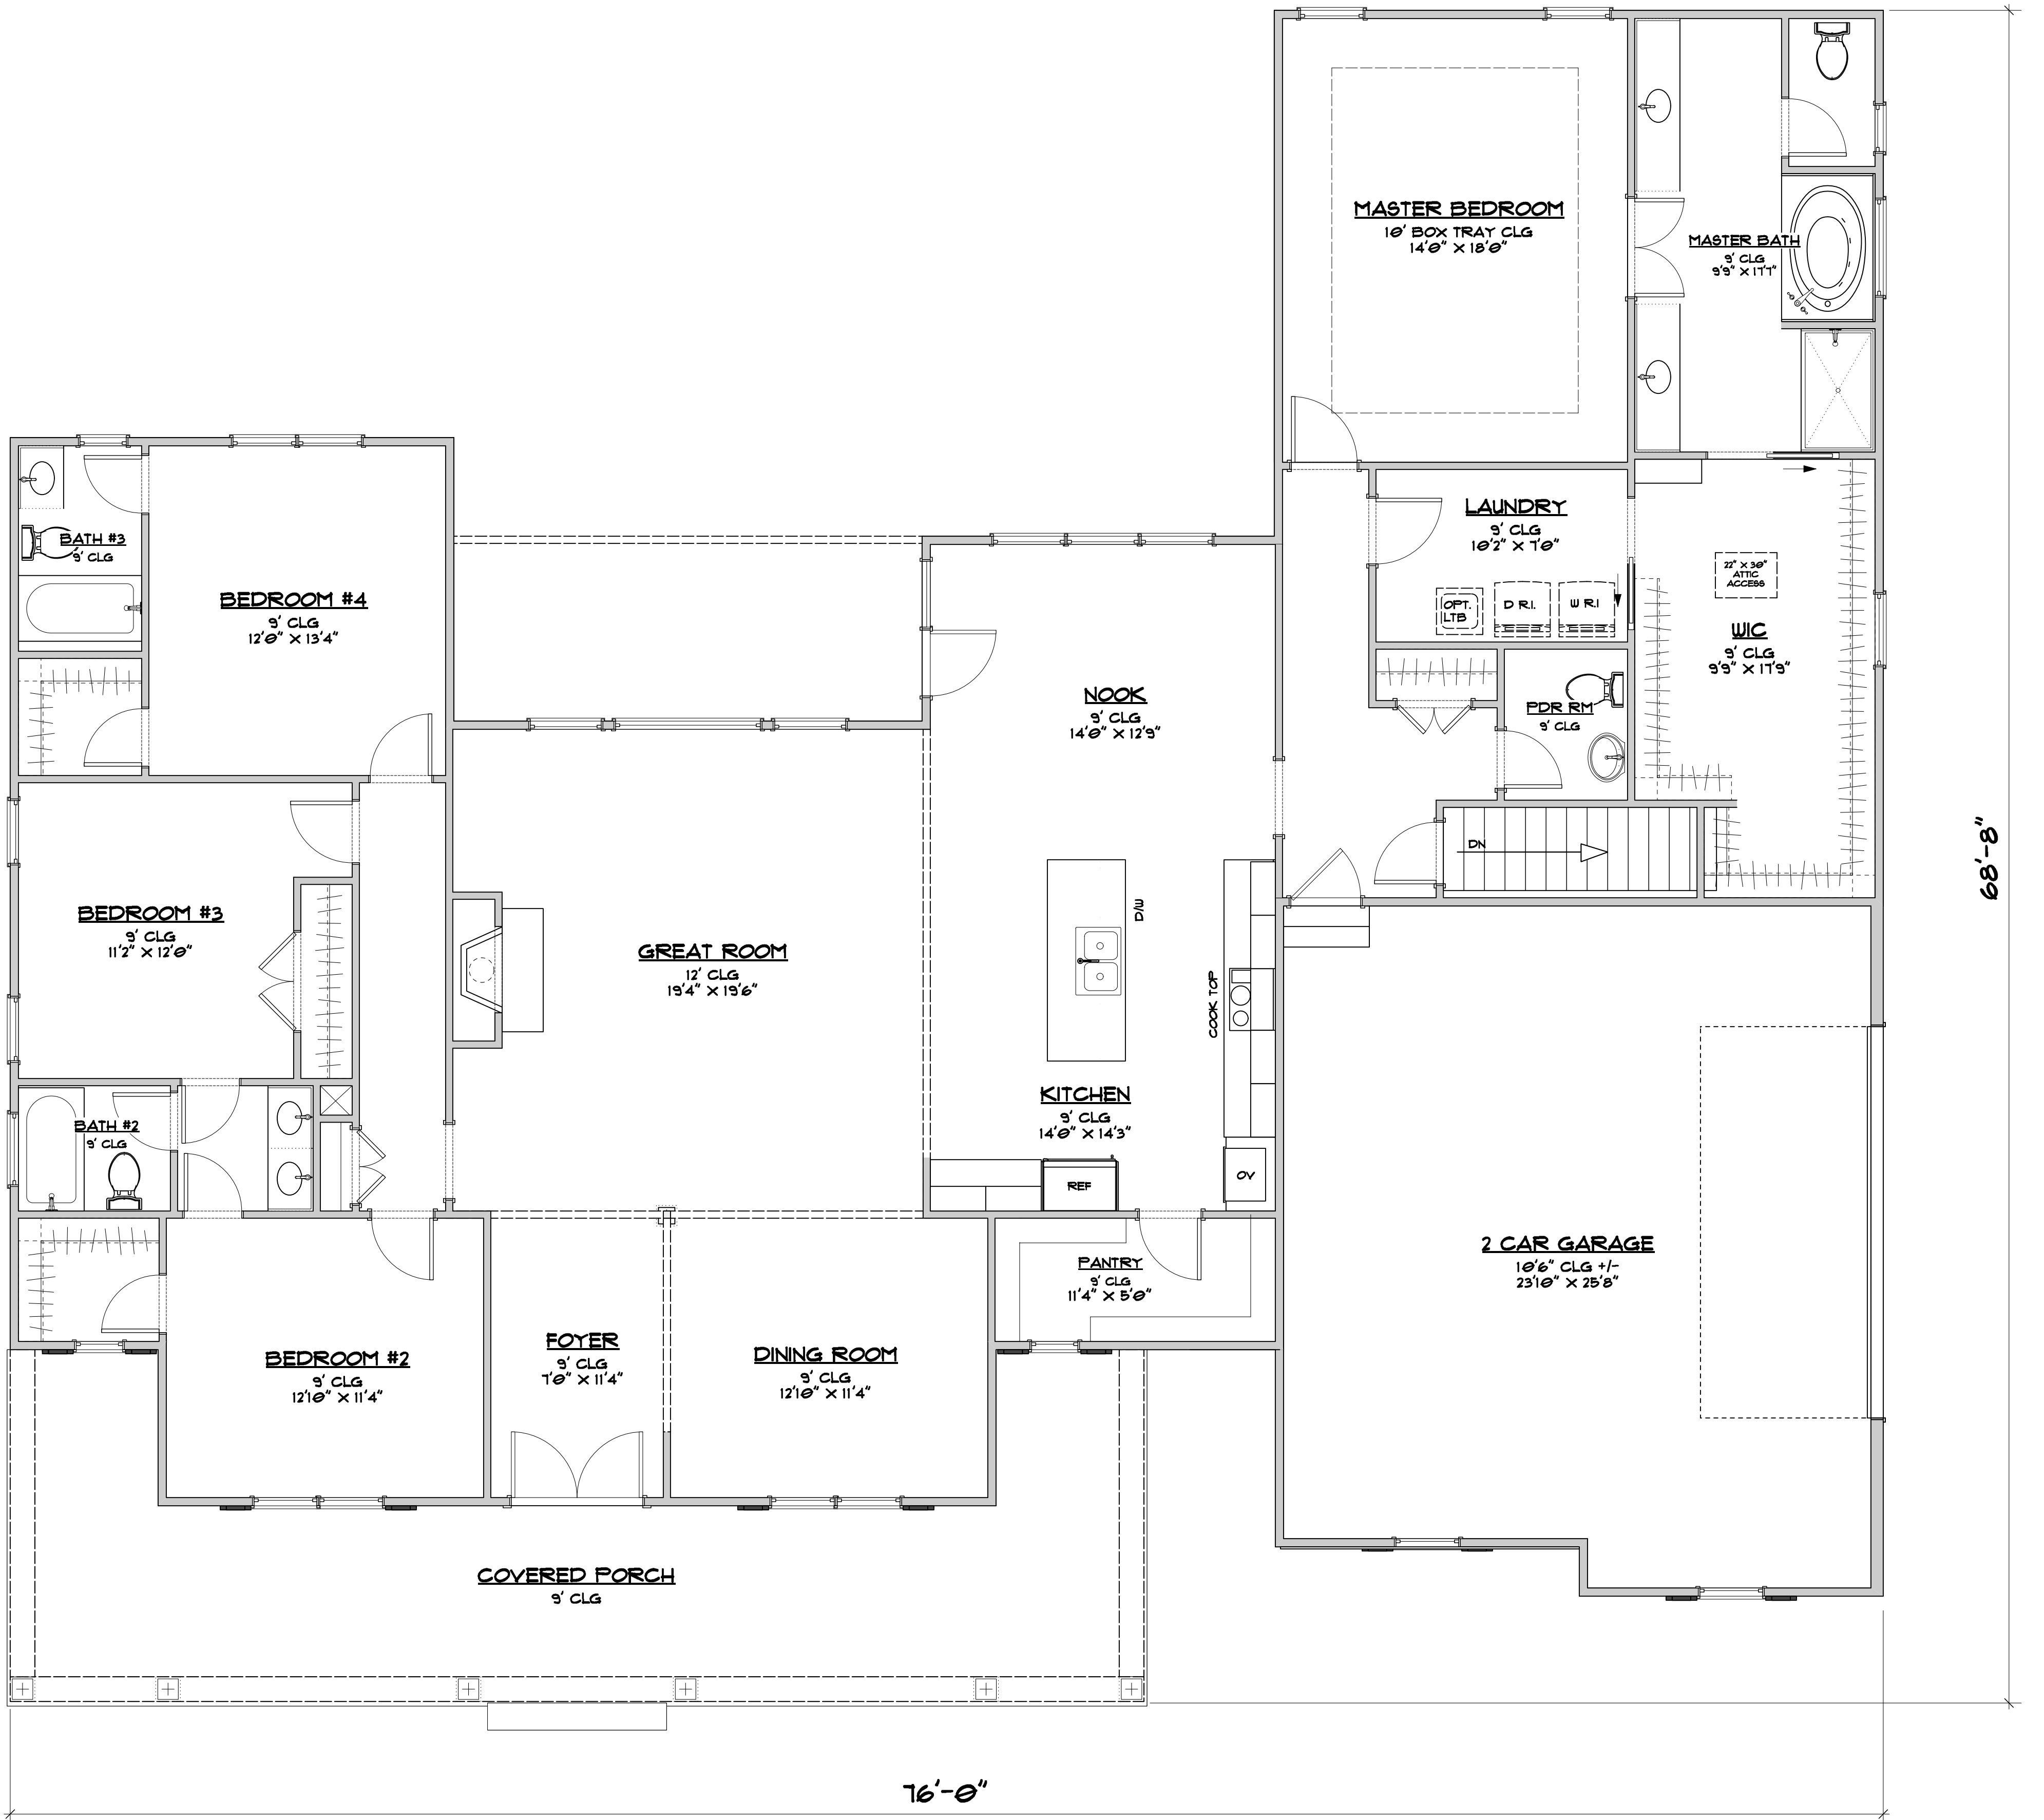 MASTER BEDROOM
10' BOX TRAY CLG
14'0" X 18'0"
MASTER BATH
9' CLG
9'9" X 17'7"
LAUNDRY
9' CLG
10'2" X 7'0"
OPT.
LTB
D R.I.
W R.I
22" X 30"
ATTIC
ACCESS
WIC
9' CLG
9'9" X 17'9"
BATH #3
9' CLG
BEDROOM #4
9' CLG
12'0" X 13'4"
NOOK
9' CLG
14'0" X 12'9"
PDR RM
9' CLG
DN
68'-8"
BEDROOM #3
9' CLG
11'2" X 12'0"
GREAT ROOM
12' CLG
19'4" X 19'6"
D/W
COOK TOP
KITCHEN
9' CLG
14'0" X 14'3"
REF
OV
BATH #2
9' CLG
PANTRY
9' CLG
11'4" X 5'0"
2 CAR GARAGE
10'6" CLG +/-
23'10" X 25'8"
BEDROOM #2
9' CLG
12'10" X 11'4"
FOYER
9' CLG
7'0" X 11'4"
DINING ROOM
9' CLG
12'10" X 11'4"
COVERED PORCH
9' CLG
76'-0"